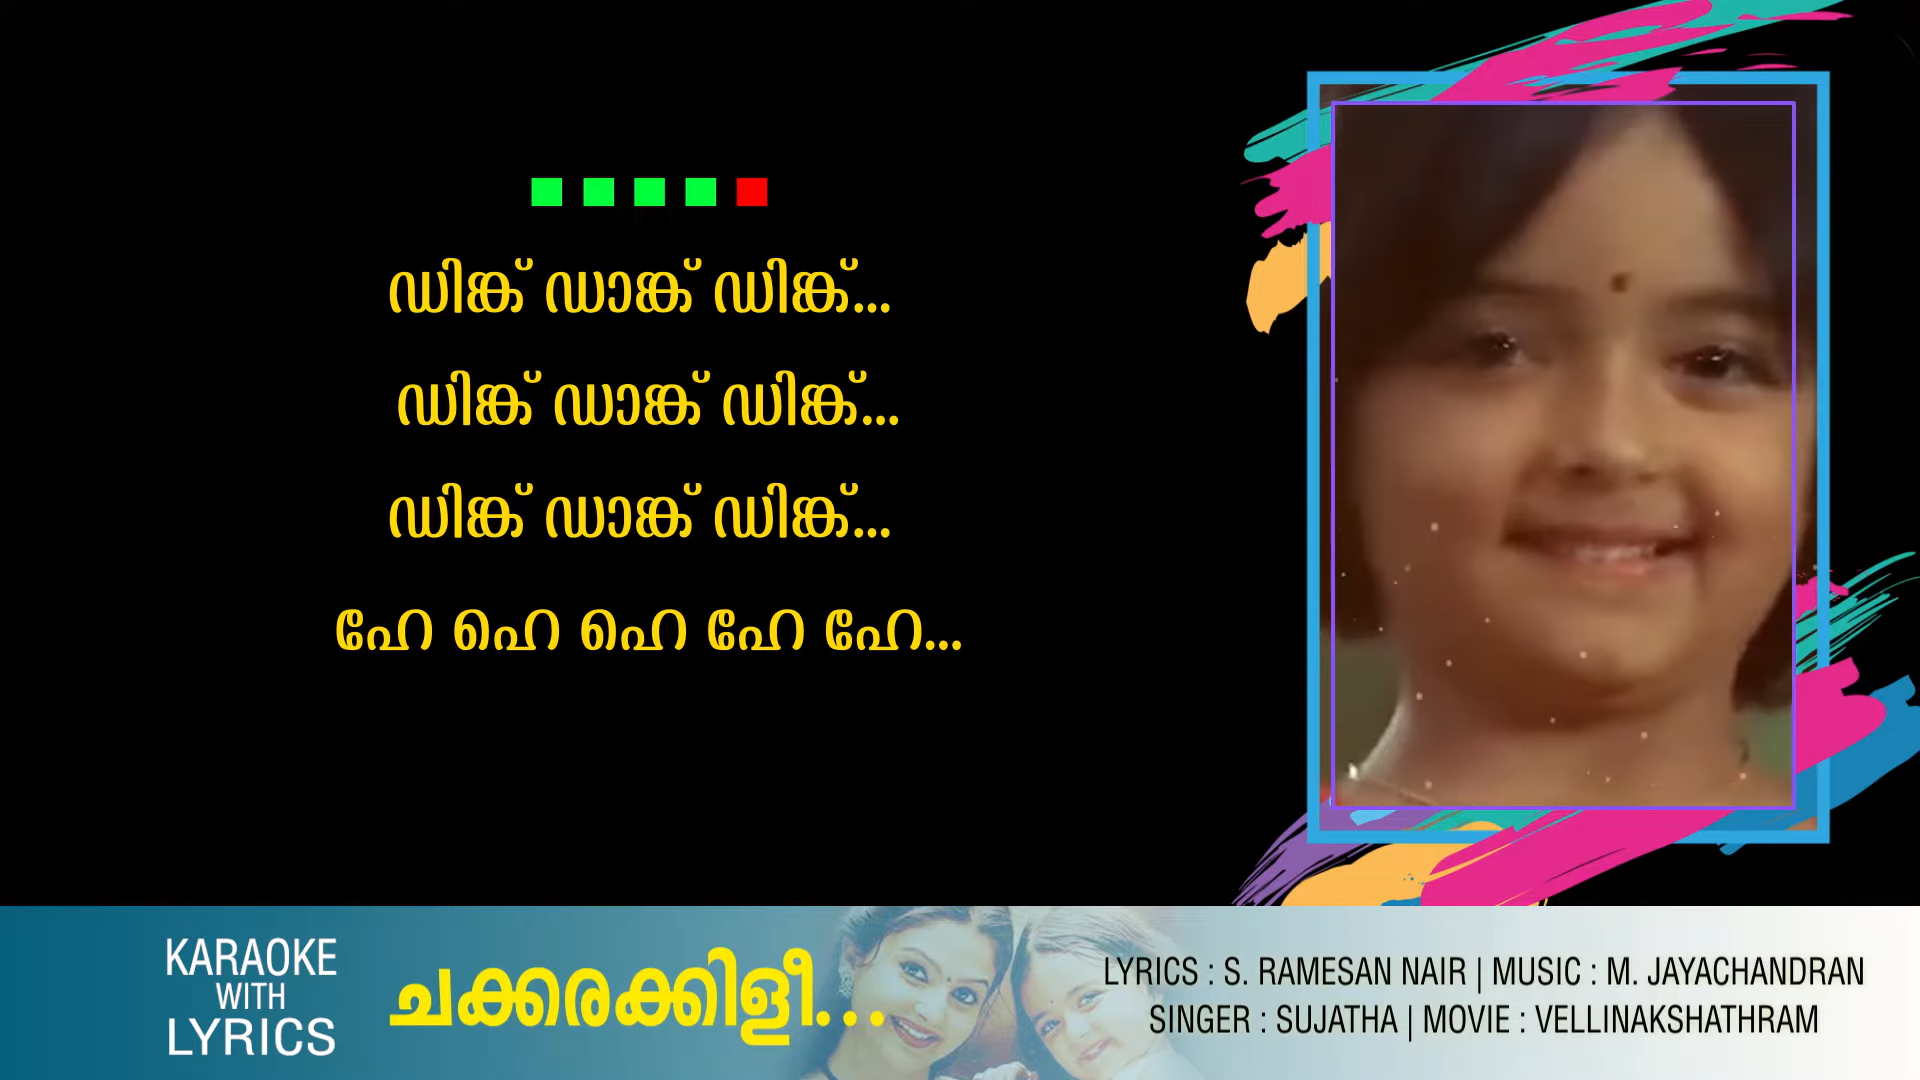 ഡിങ്ക് ഡാങ്ക് ഡിങ്ക്...
ഡിങ്ക് ഡാങ്ക് ഡിങ്ക്...
ഡിങ്ക് ഡാങ്ക് ഡിങ്ക്...
ഹേ ഹെ ഹെ ഹേ ഹേ...
KARAOKE
WITH
LYRICS
ചക്കരക്കിളീ...
LYRICS : S. RAMESAN NAIR | MUSIC : M. JAYACHANDRAN
SINGER : SUJATHA | MOVIE : VELLINAKSHATHRAM